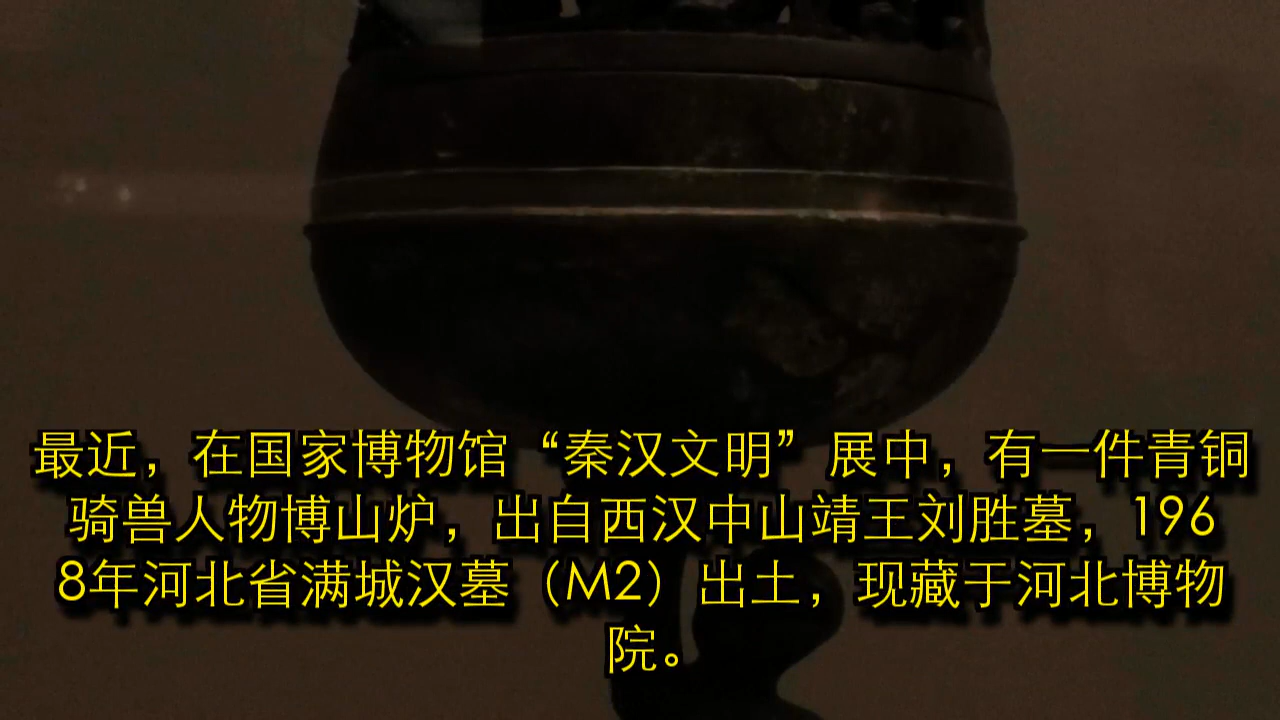 最近，在国家博物馆“秦汉文明”展中，有一件青铜
骑兽人物博山炉，出自西汉中山靖王刘胜墓，196
8年河北省满城汉墓（M2）出土，现藏于河北博物
院。